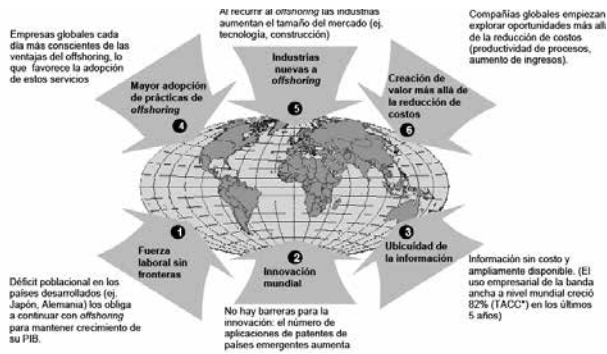 Al recurrir al offshoring las industrias
aumentan el tamaño del mercado (ej.
tecnología, construcción)
Empresas globales cada
día más conscientes de las
ventajas del offshoring, lo
que favorece la adopción
de estos servicios
Compañías globales empiezan
explorar oportunidades más allá
de la reducción de costos
(productividad de procesos,
aumento de ingresos).
Mayor adopción
de prácticas de
offshoring
4
Industrias
nuevas a
offshoring
5
Creación de
valor más allá de
la reducción de
costos
6
1
Fuerza
laboral sin
fronteras
2
Innovación
mundial
3
Ubicuidad de
la información
Déficit poblacional en los
países desarrollados (ej.
Japón, Alemania) los obliga
a continuar con offshoring
para mantener crecimiento de
su PIB.
No hay barreras para la
innovación: el número de
aplicaciones de patentes de
países emergentes aumenta
Información sin costo y
ampliamente disponible. (El
uso empresarial de la banda
ancha a nivel mundial creció
82% (TACC*) en los últimos
5 años)